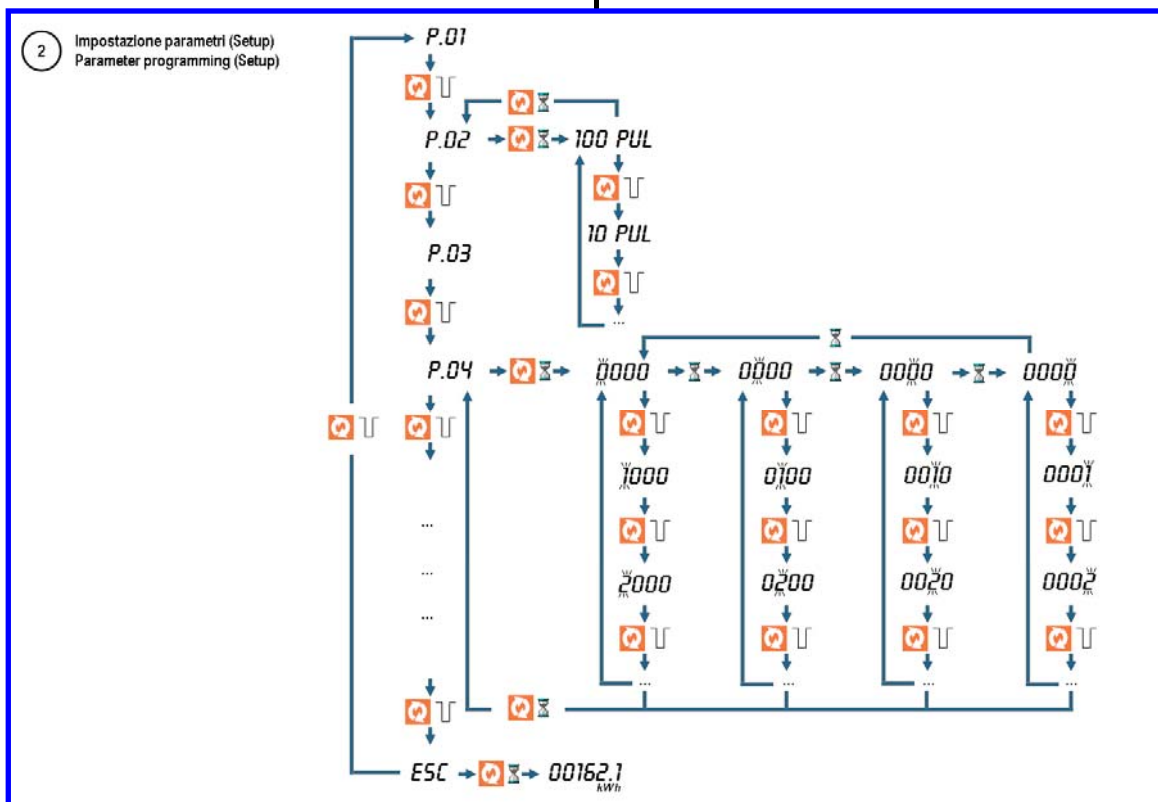 2
Impostazione parametri (Setup)
Parameter programming (Setup)
P.01
P.02
100 PUL
10 PUL
...
P.03
P.04
0000
0000
0000
0000
1000
0100
0010
0001
2000
0200
0020
0002
...
...
...
...
...
...
...
ESC
00162.1
kWh